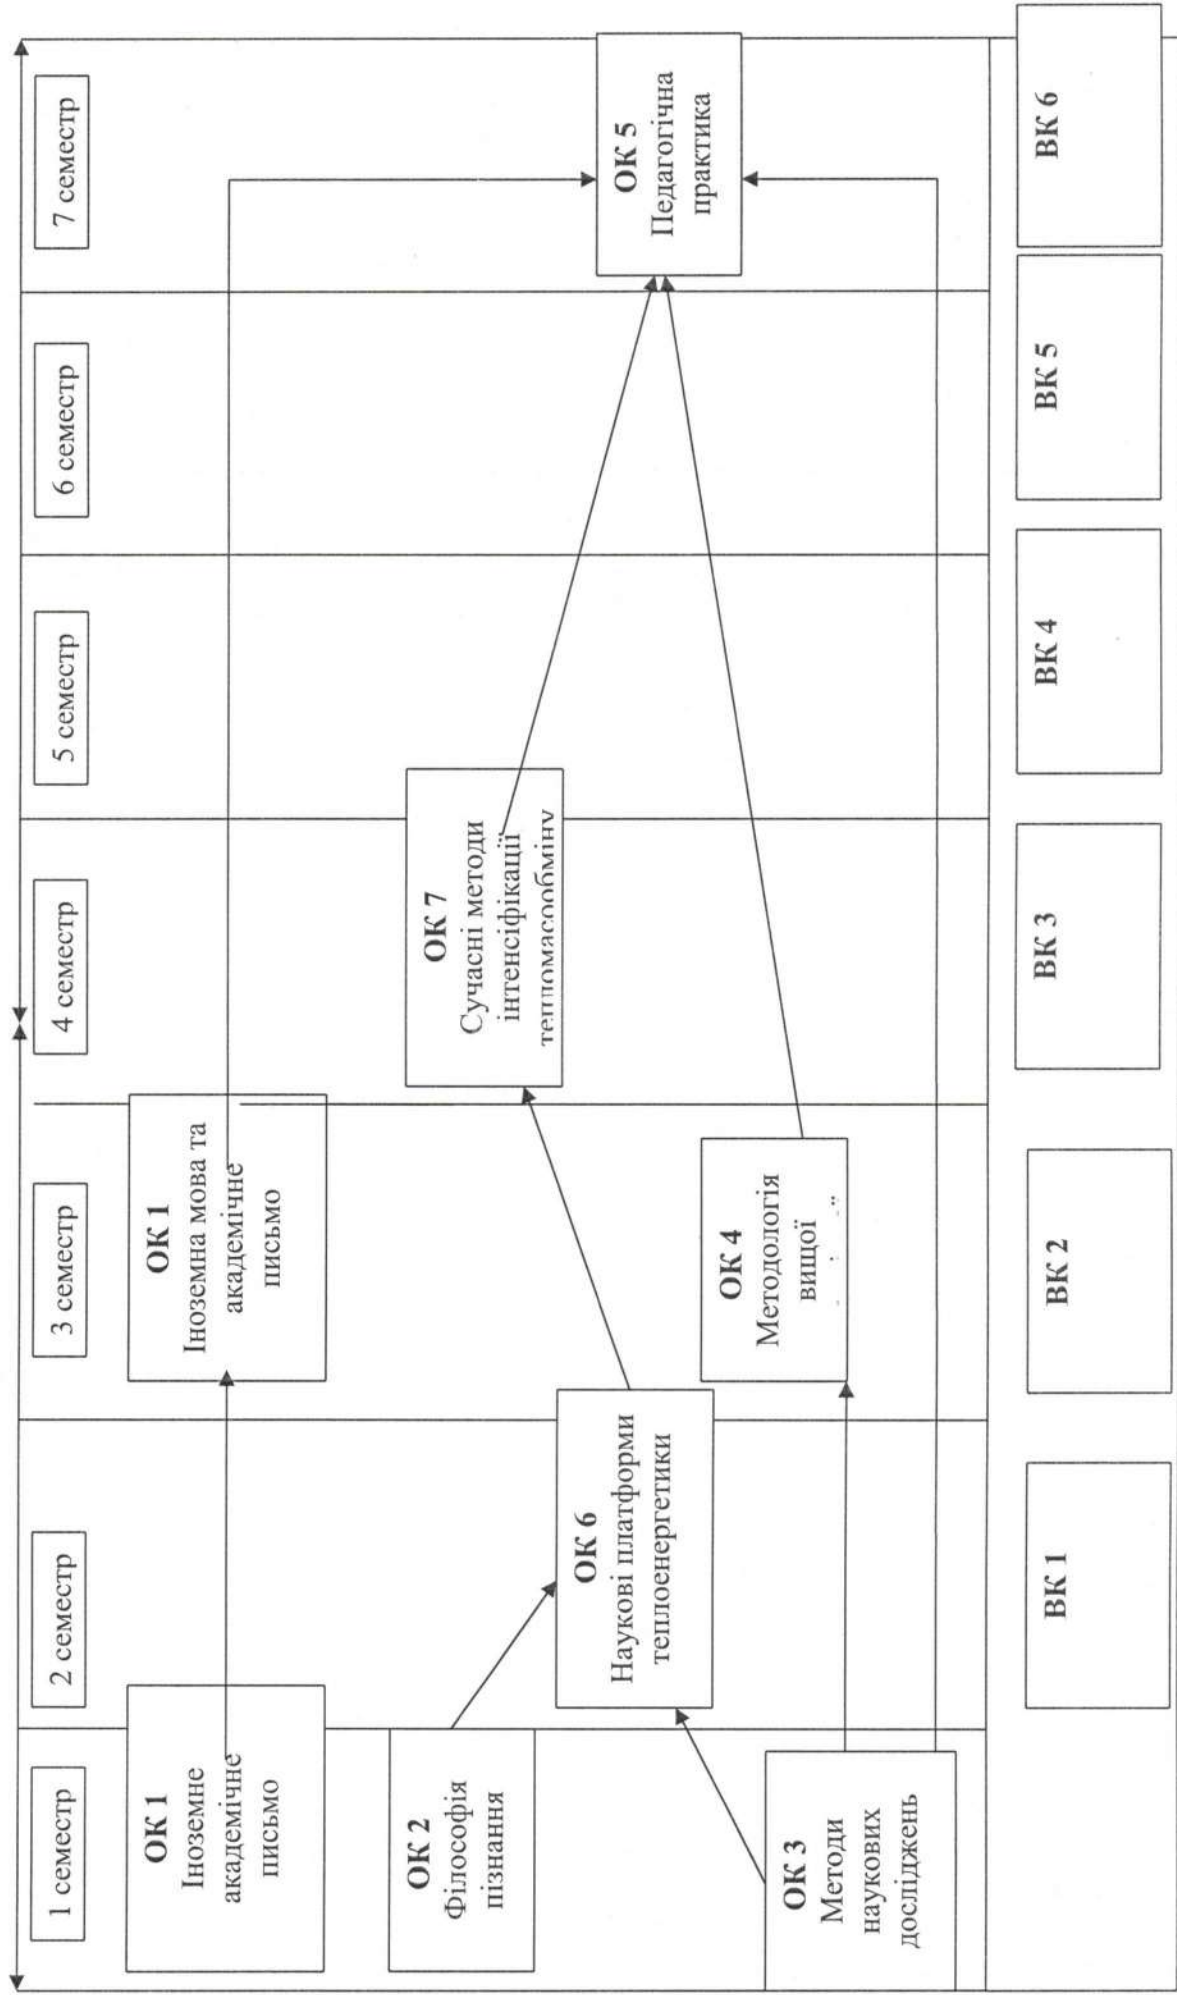 1 семестр
2 семестр
3 семестр
4 семестр
5 семестр
6 семестр
7 семестр
ОК 1
Іноземне
академічне
письмо
ОК 1
Іноземна мова та
академічне
письмо
ОК 2
Філософія
пізнання
ОК 7
Сучасні методи
інтенсіфікації
тепломасообміну
ОК 6
Наукові платформи
теплоенергетики
ОК 5
Педагогічна
практика
ОК 3
Методи
наукових
досліджень
ОК 4
Методологія
вищої
ВК 1
ВК 2
ВК 3
ВК 4
ВК 5
ВК 6